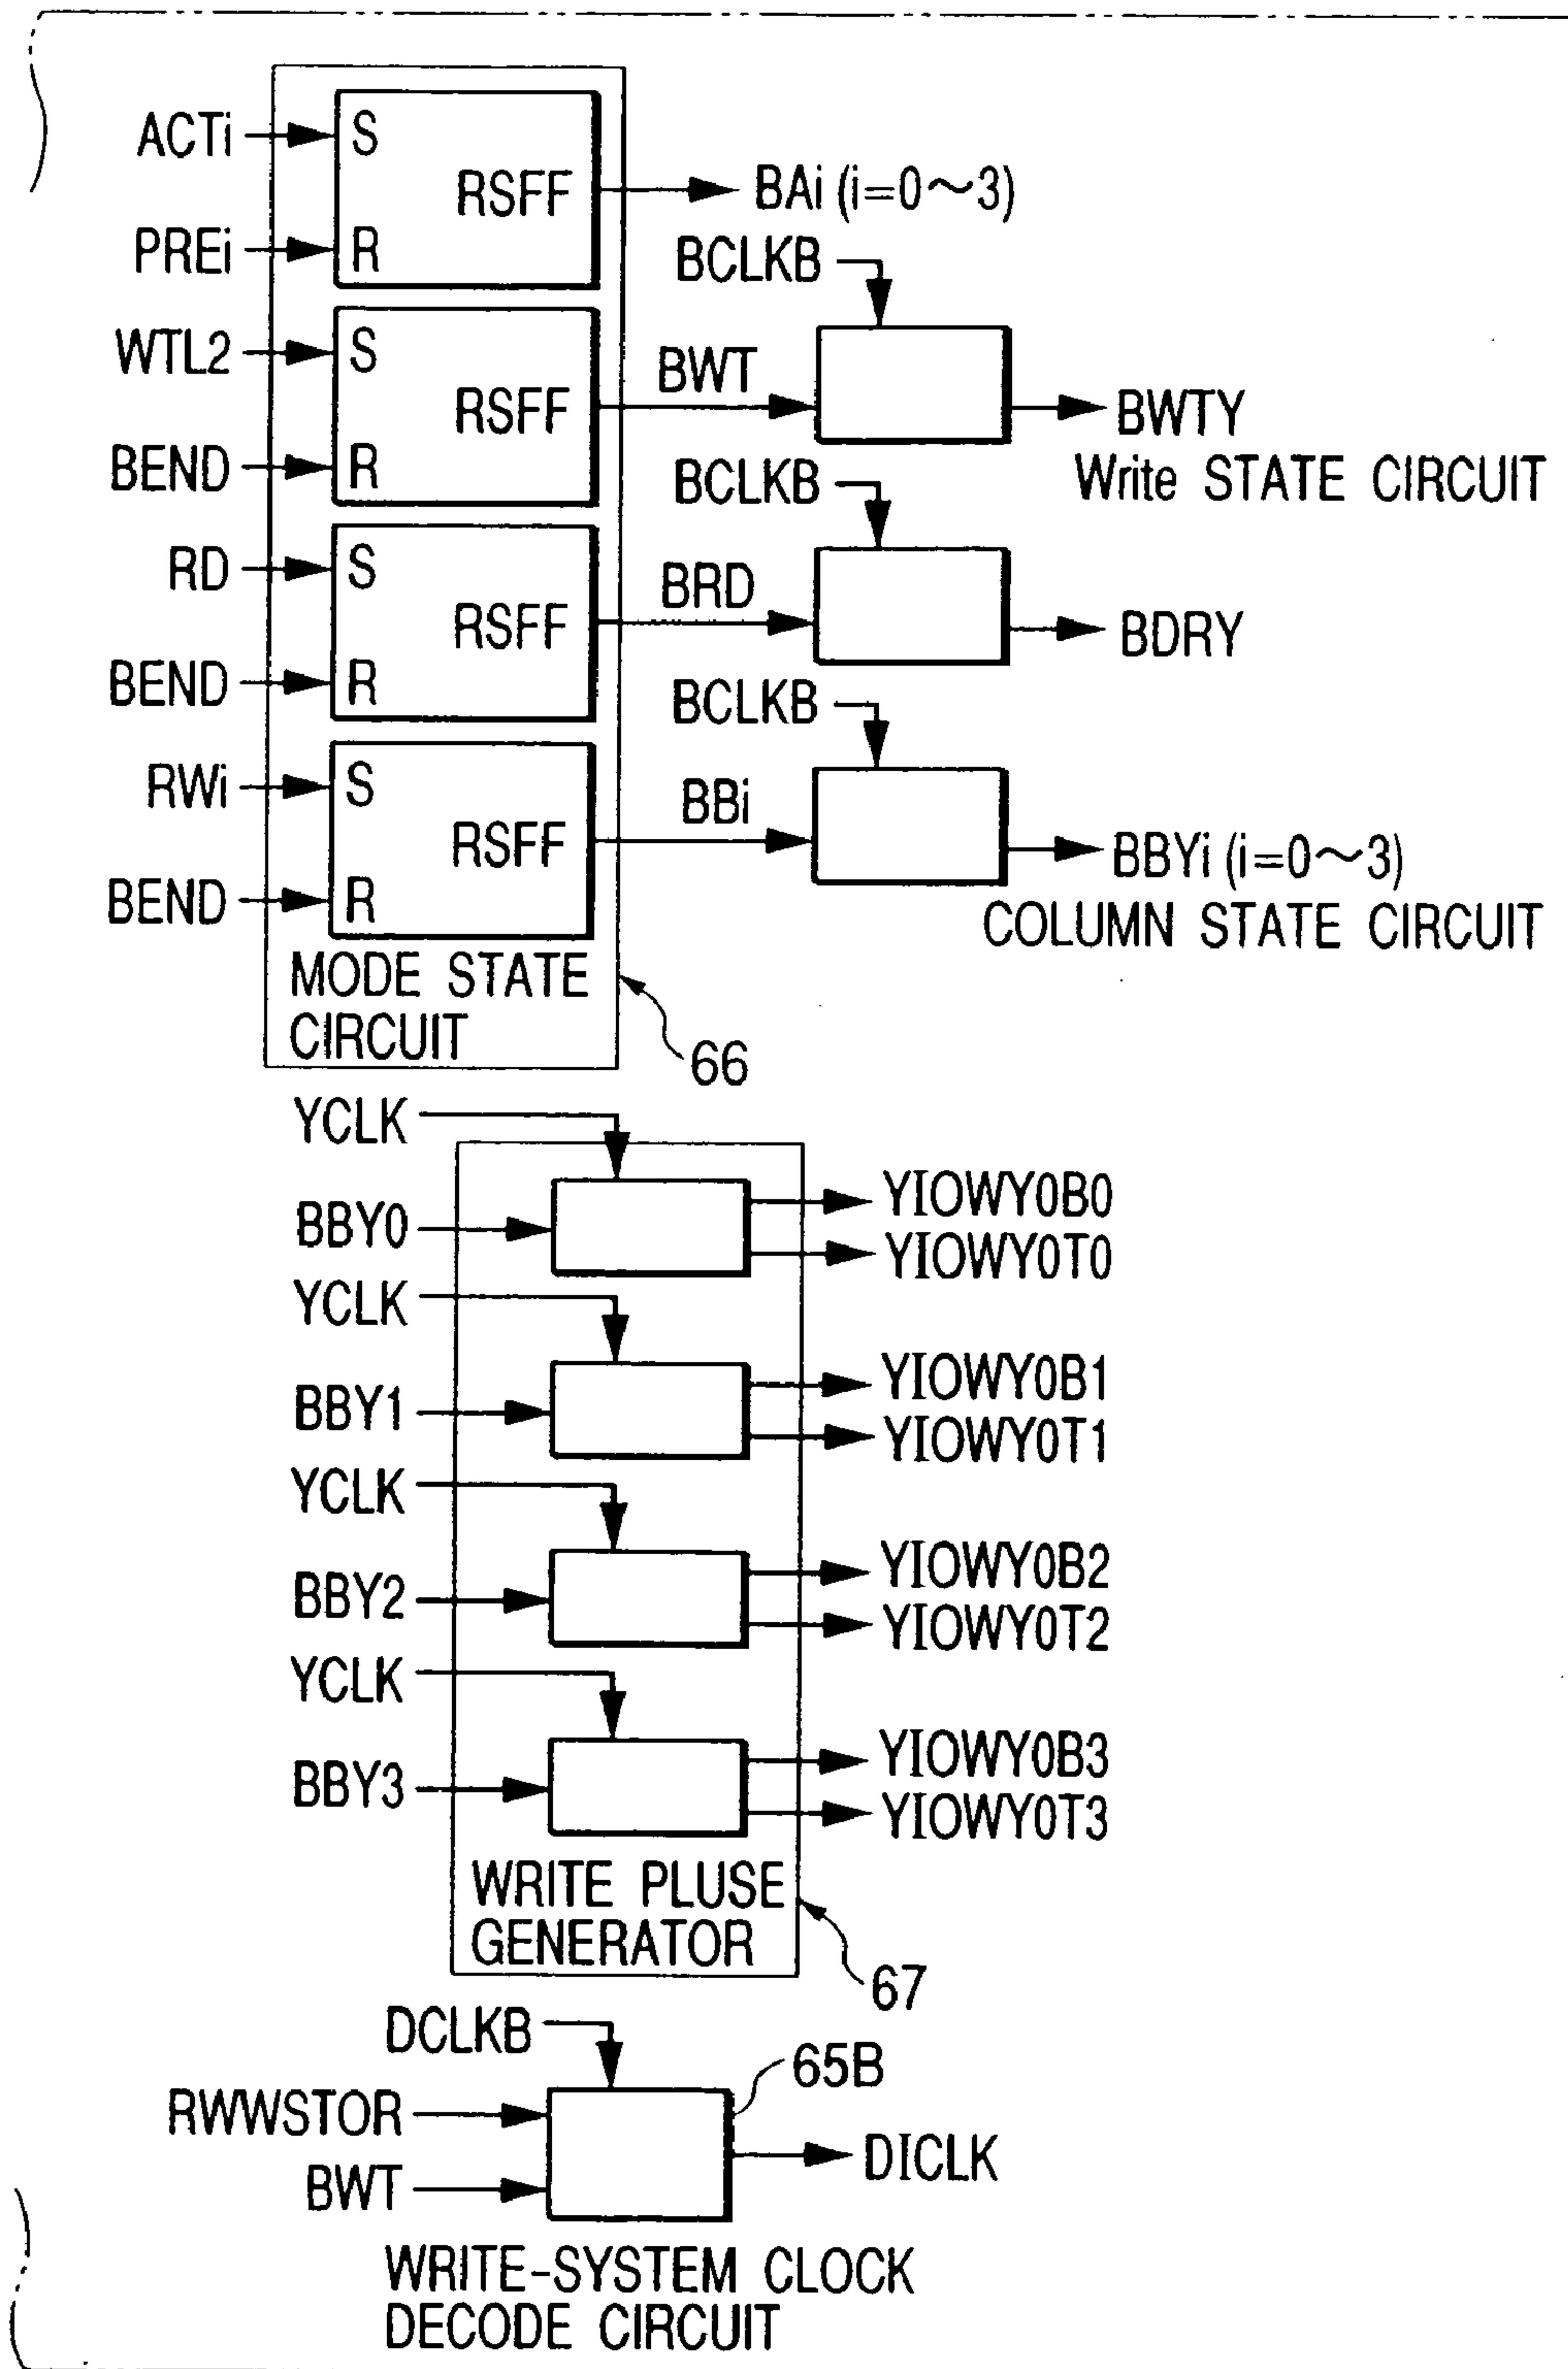 ACTi
S
RSFF
BAi (i=0～3)
PREi
R
BCLKB
WTL2
S
RSFF
BWT
BWTY
Write STATE CIRCUIT
BEND
R
BCLKB
RD
S
RSFF
BRD
BDRY
BEND
R
BCLKB
RWi
S
RSFF
BBi
BBYi (i=0～3)
COLUMN STATE CIRCUIT
BEND
R
MODE STATE
CIRCUIT
66
YCLK
BBY0
YIOWY0B0
YIOWY0T0
YCLK
BBY1
YIOWY0B1
YIOWY0T1
YCLK
BBY2
YIOWY0B2
YIOWY0T2
YCLK
BBY3
YIOWY0B3
YIOWY0T3
WRITE PLUSE
GENERATOR
67
DCLKB
65B
RWWSTOR
BWT
DICLK
WRITE-SYSTEM CLOCK
DECODE CIRCUIT